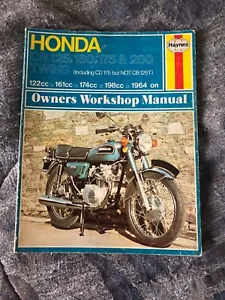 HONDA
Haynes
125, 150, 175 & 200
TWINS (Including CD 175 but NOT CB 125T)
122cc 161cc 174cc 198cc 1964 on
Owners Workshop Manual